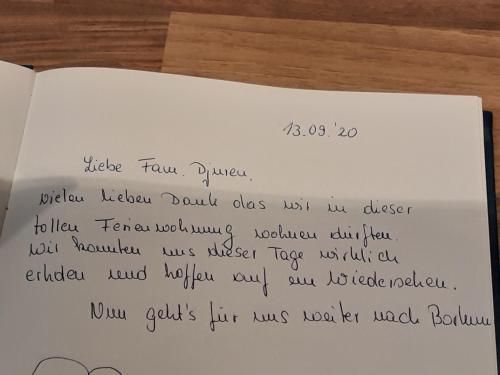 13.09.'20
Liebe Fam. Djuren,
vielen lieben Dank das wir in dieser
tollen Ferienwohnung wohnen dürften.
Wir konnten uns dieser Tage wirklich
erholen und hoffen auf ein Wiedersehen.
Nun geht's für uns weiter nach Borkum